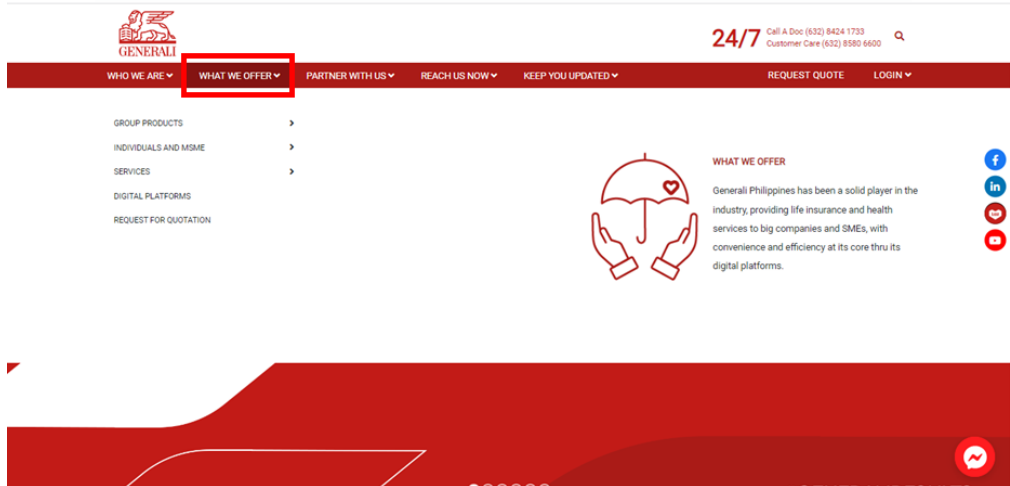 GENERALI
24/7
Call A Doc (632) 8424 1733
Customer Care (632) 8580 6600
WHO WE ARE
WHAT WE OFFER
PARTNER WITH US
REACH US NOW
KEEP YOU UPDATED
REQUEST QUOTE
LOGIN
GROUP PRODUCTS
INDIVIDUALS AND MSME
SERVICES
DIGITAL PLATFORMS
REQUEST FOR QUOTATION
WHAT WE OFFER
Generali Philippines has been a solid player in the
industry, providing life insurance and health
services to big companies and SMEs, with
convenience and efficiency at its core thru its
digital platforms.